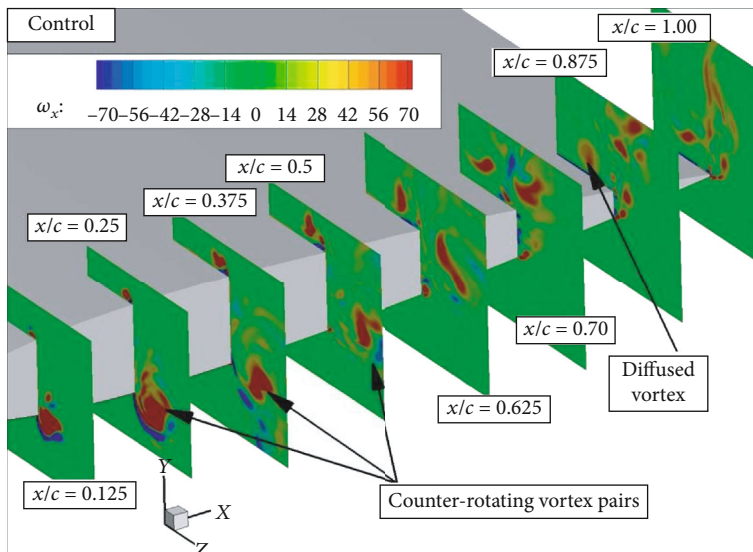 Control
x/c = 1.00
x/c = 0.875
ωx:
−70 −56 −42 −28 −14 0 14 28 42 56 70
x/c = 0.5
x/c = 0.375
x/c = 0.25
x/c = 0.70
Diffused
vortex
x/c = 0.625
x/c = 0.125
Y
X
Z
Counter-rotating vortex pairs